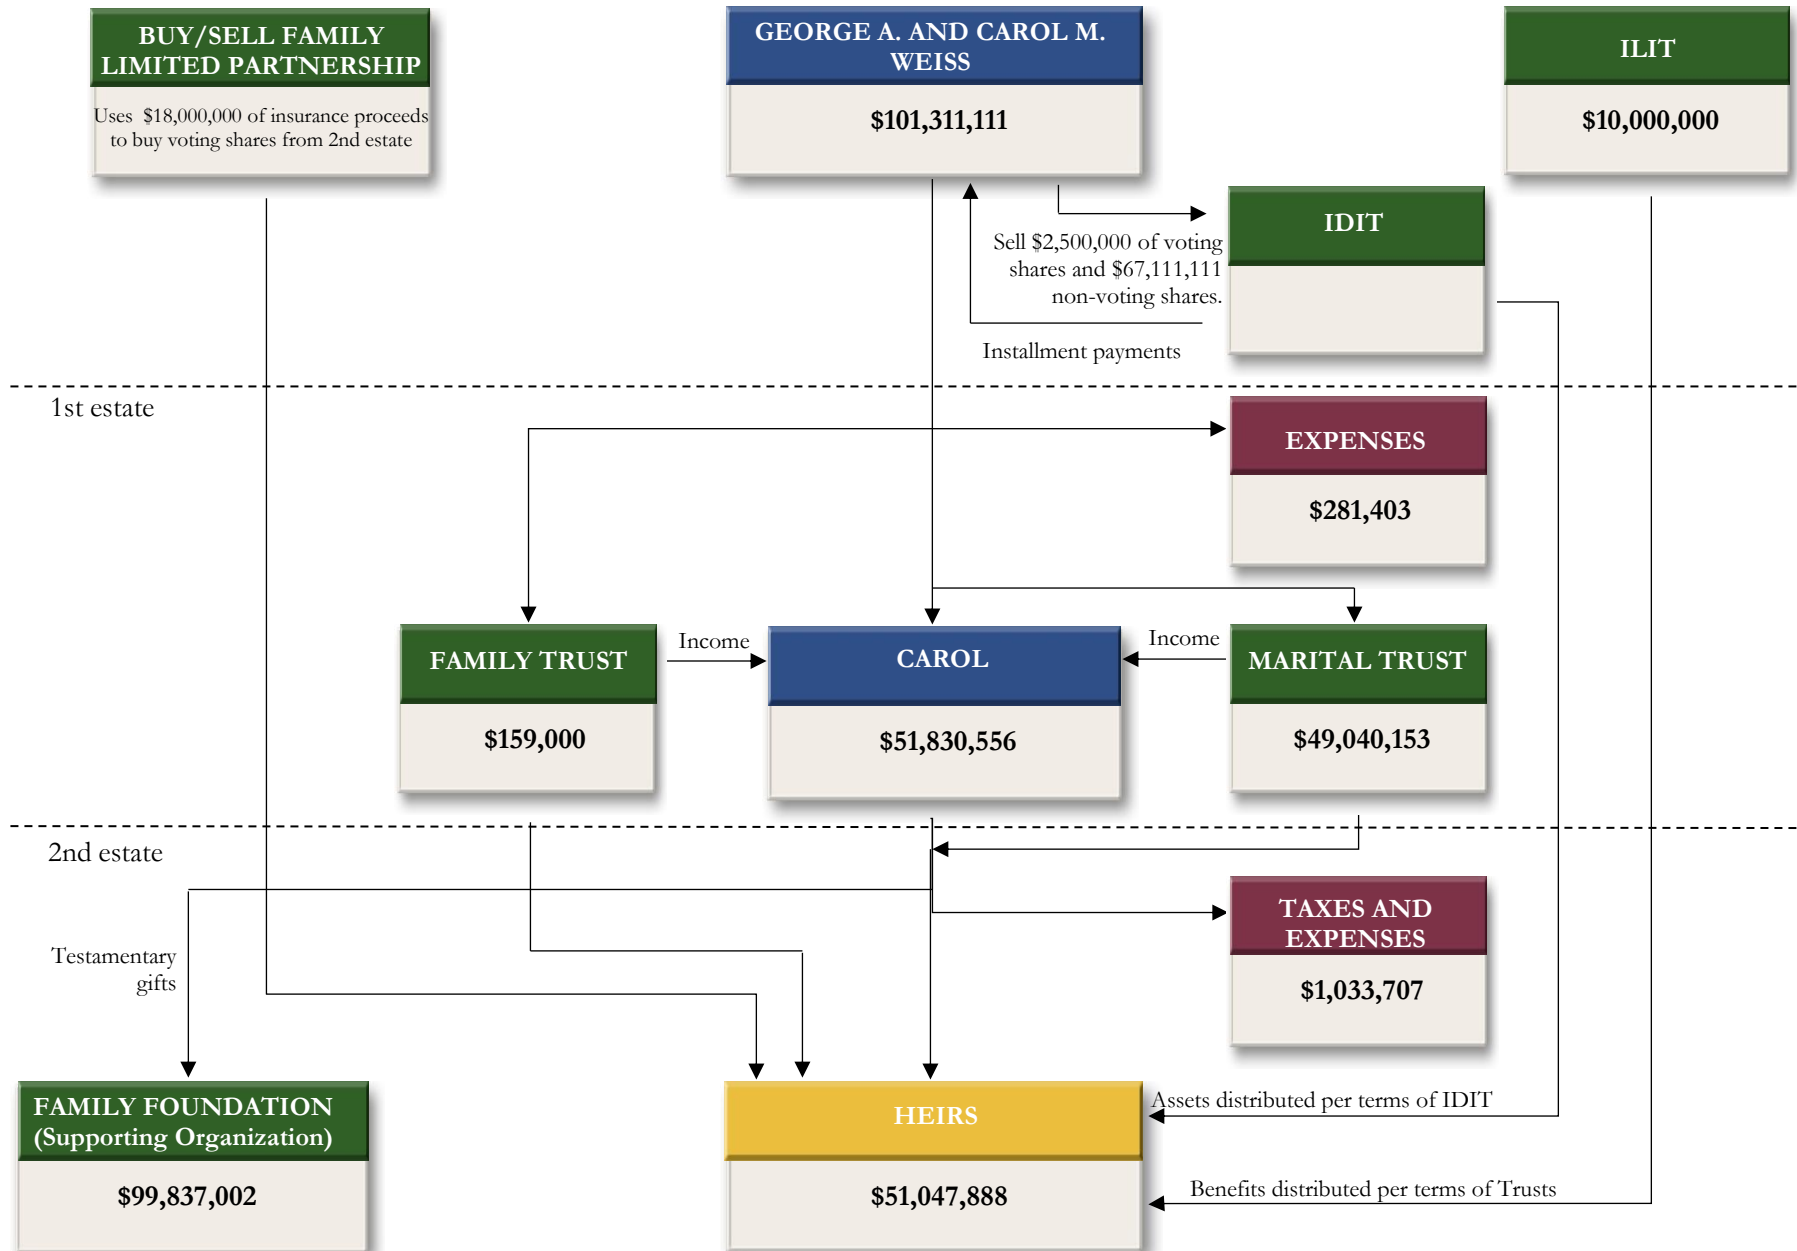 BUY/SELL FAMILY
LIMITED PARTNERSHIP
Uses $18,000,000 of insurance proceeds
to buy voting shares from 2nd estate
GEORGE A. AND CAROL M.
WEISS
$101,311,111
ILIT
$10,000,000
IDIT
Sell $2,500,000 of voting
shares and $67,111,111
non-voting shares.
Installment payments
1st estate
EXPENSES
$281,403
FAMILY TRUST
$159,000
Income
CAROL
$51,830,556
Income
MARITAL TRUST
$49,040,153
2nd estate
TAXES AND
EXPENSES
$1,033,707
Testamentary
gifts
FAMILY FOUNDATION
(Supporting Organization)
$99,837,002
HEIRS
$51,047,888
Assets distributed per terms of IDIT
Benefits distributed per terms of Trusts